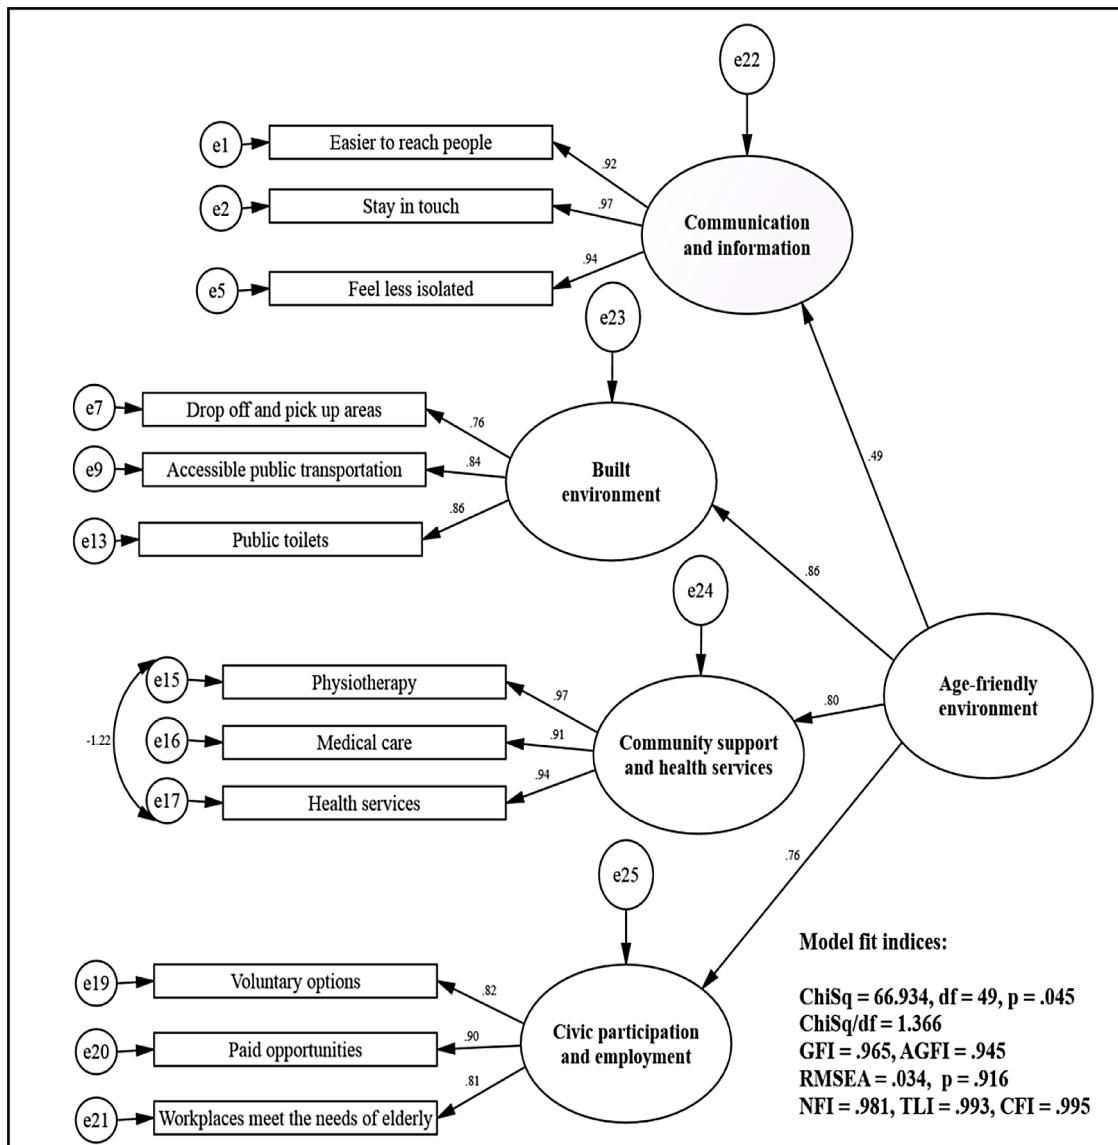 e22
e1
Easier to reach people
.92
e2
Stay in touch
.97
Communication
and information
e5
Feel less isolated
.94
e23
e7
Drop off and pick up areas
.76
e9
Accessible public transportation
.84
Built
environment
.49
e13
Public toilets
.86
e24
.86
e15
Physiotherapy
.97
Age-friendly
environment
.80
-1.22
e16
Medical care
.91
Community support
and health services
e17
Health services
.94
e25
.76
e19
Voluntary options
.82
e20
Paid opportunities
.90
Civic participation
and employment
e21
Workplaces meet the needs of elderly
.81
Model fit indices:
ChiSq = 66.934, df = 49, p = .045
ChiSq/df = 1.366
GFI = .965, AGFI = .945
RMSEA = .034, p = .916
NFI = .981, TLI = .993, CFI = .995